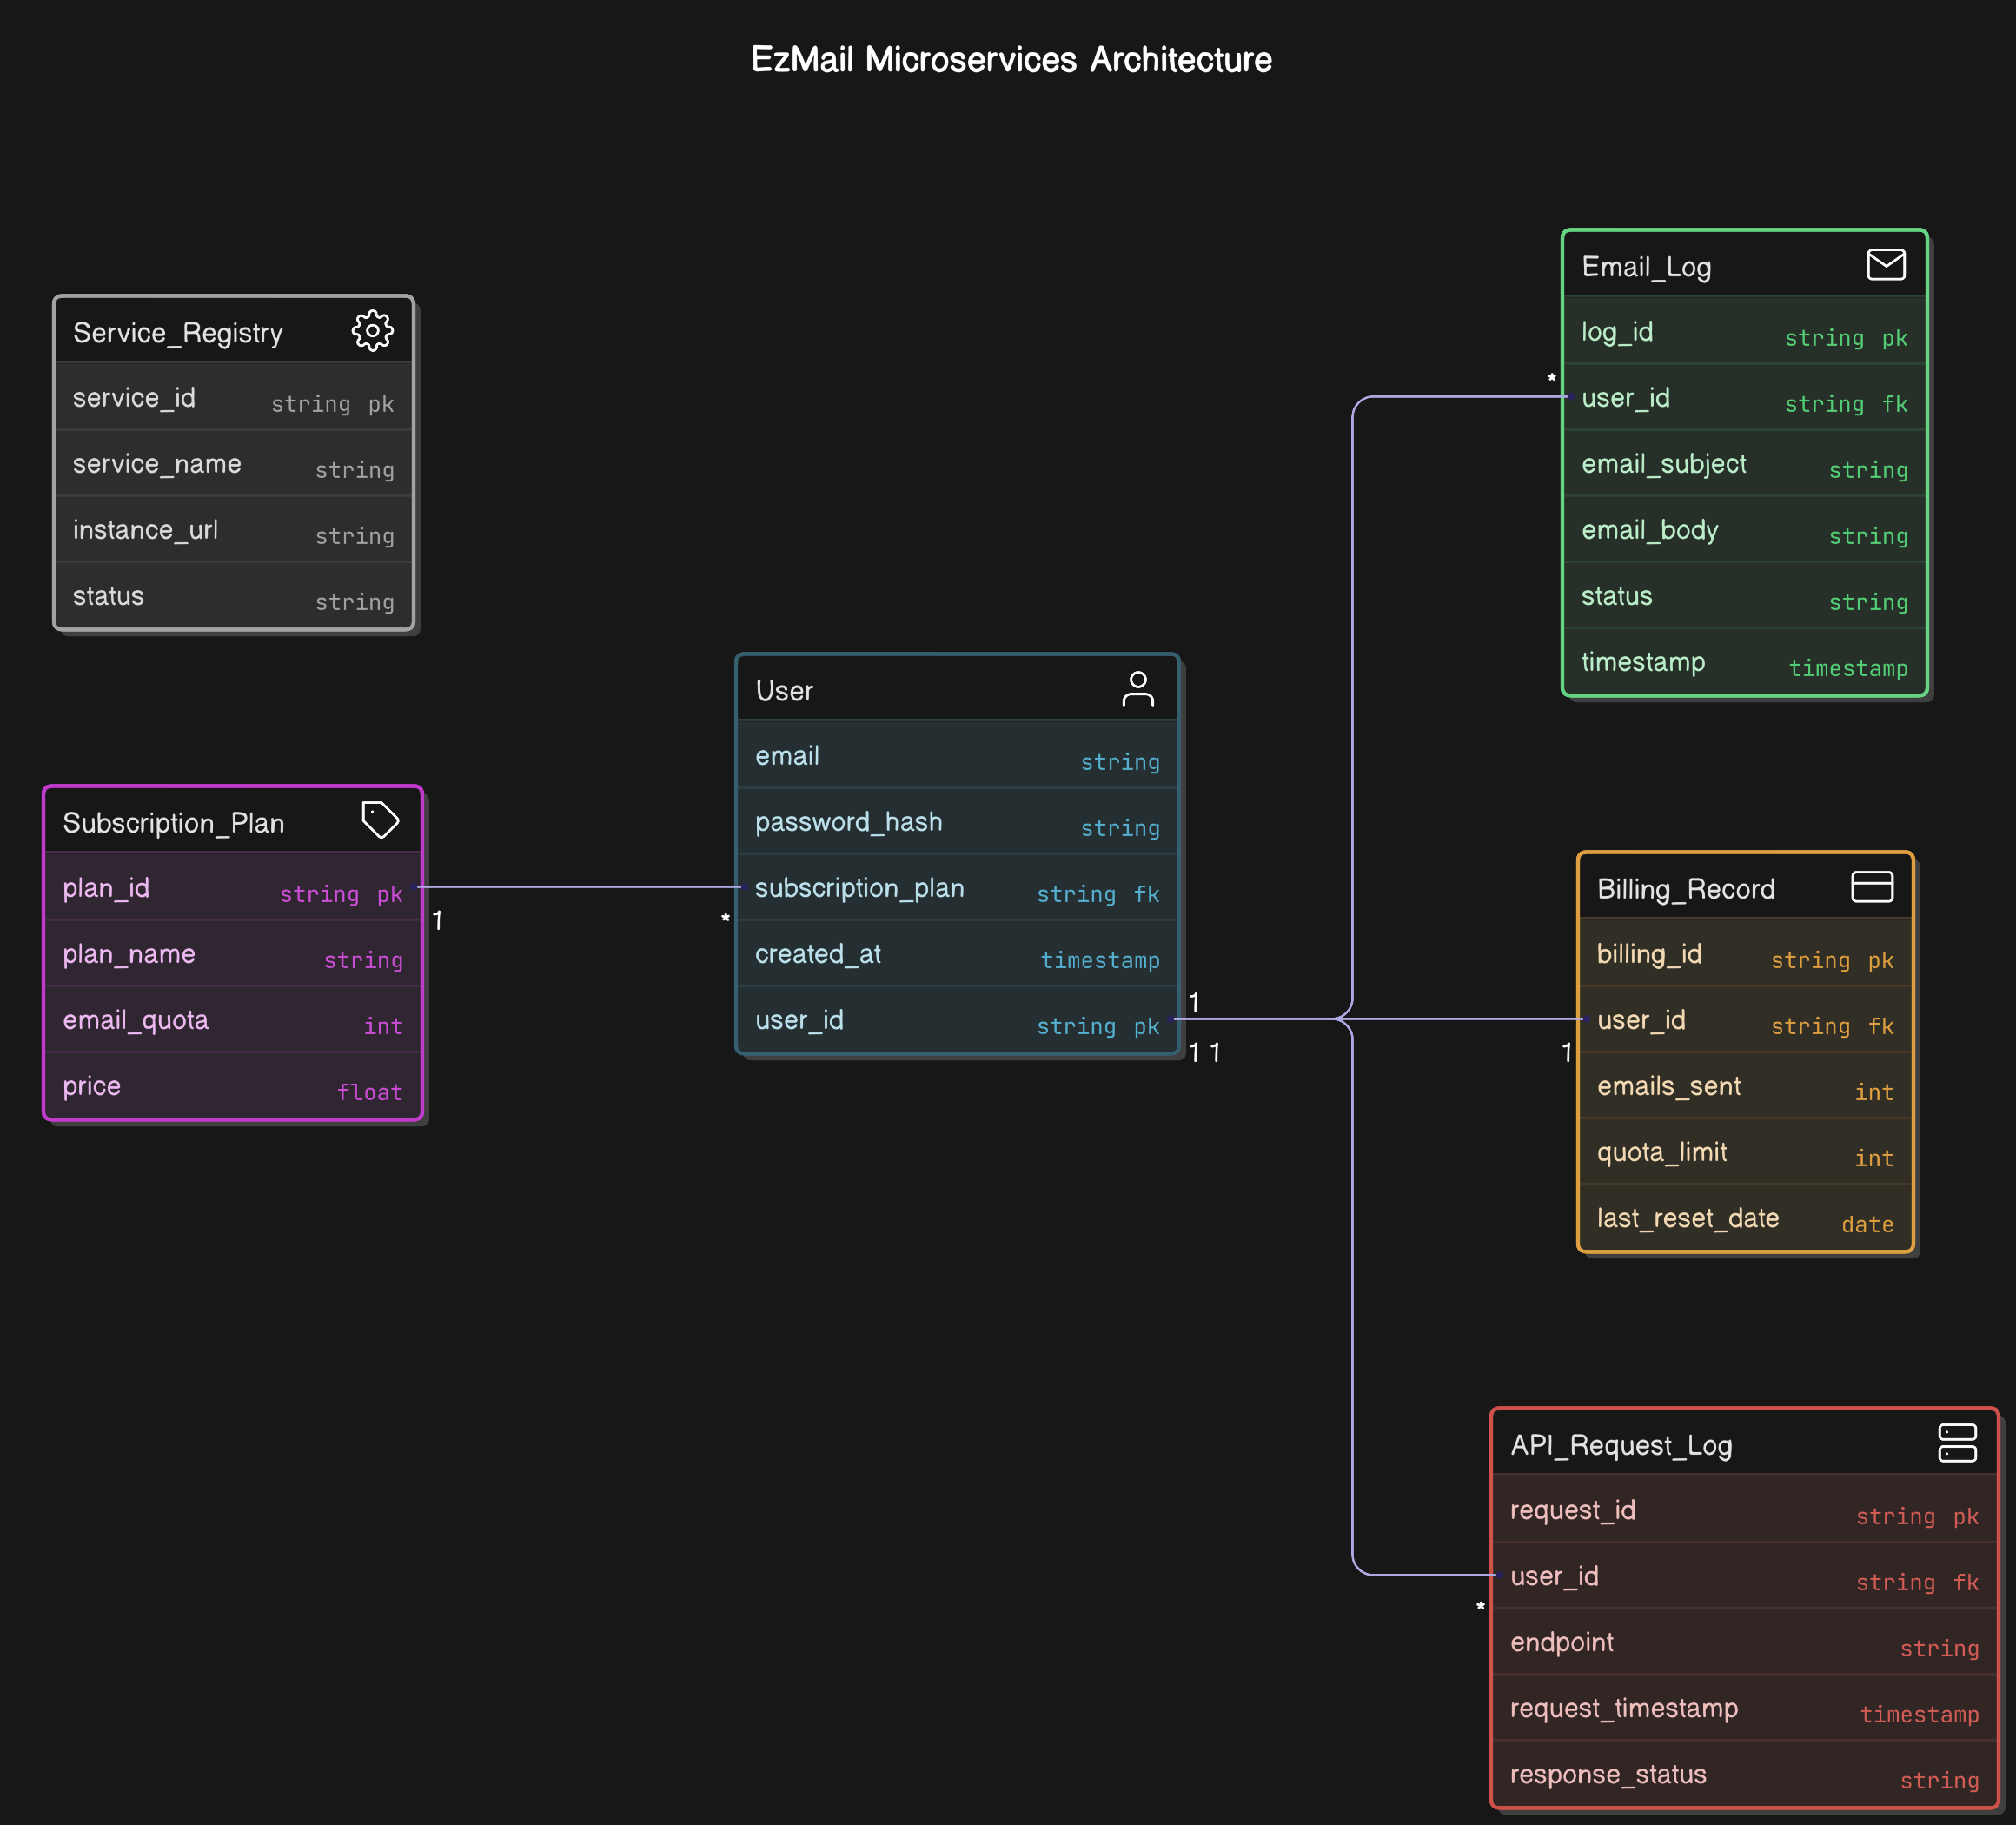 EzMail Microservices Architecture
Service_Registry
service_id string pk
service_name string
instance_url string
status string
Subscription_Plan
plan_id string pk
plan_name string
email_quota int
price float
1
*
User
email string
password_hash string
subscription_plan string fk
created_at timestamp
user_id string pk
1
1 1
*
Email_Log
log_id string pk
user_id string fk
email_subject string
email_body string
status string
timestamp timestamp
1
Billing_Record
billing_id string pk
user_id string fk
emails_sent int
quota_limit int
last_reset_date date
*
API_Request_Log
request_id string pk
user_id string fk
endpoint string
request_timestamp timestamp
response_status string